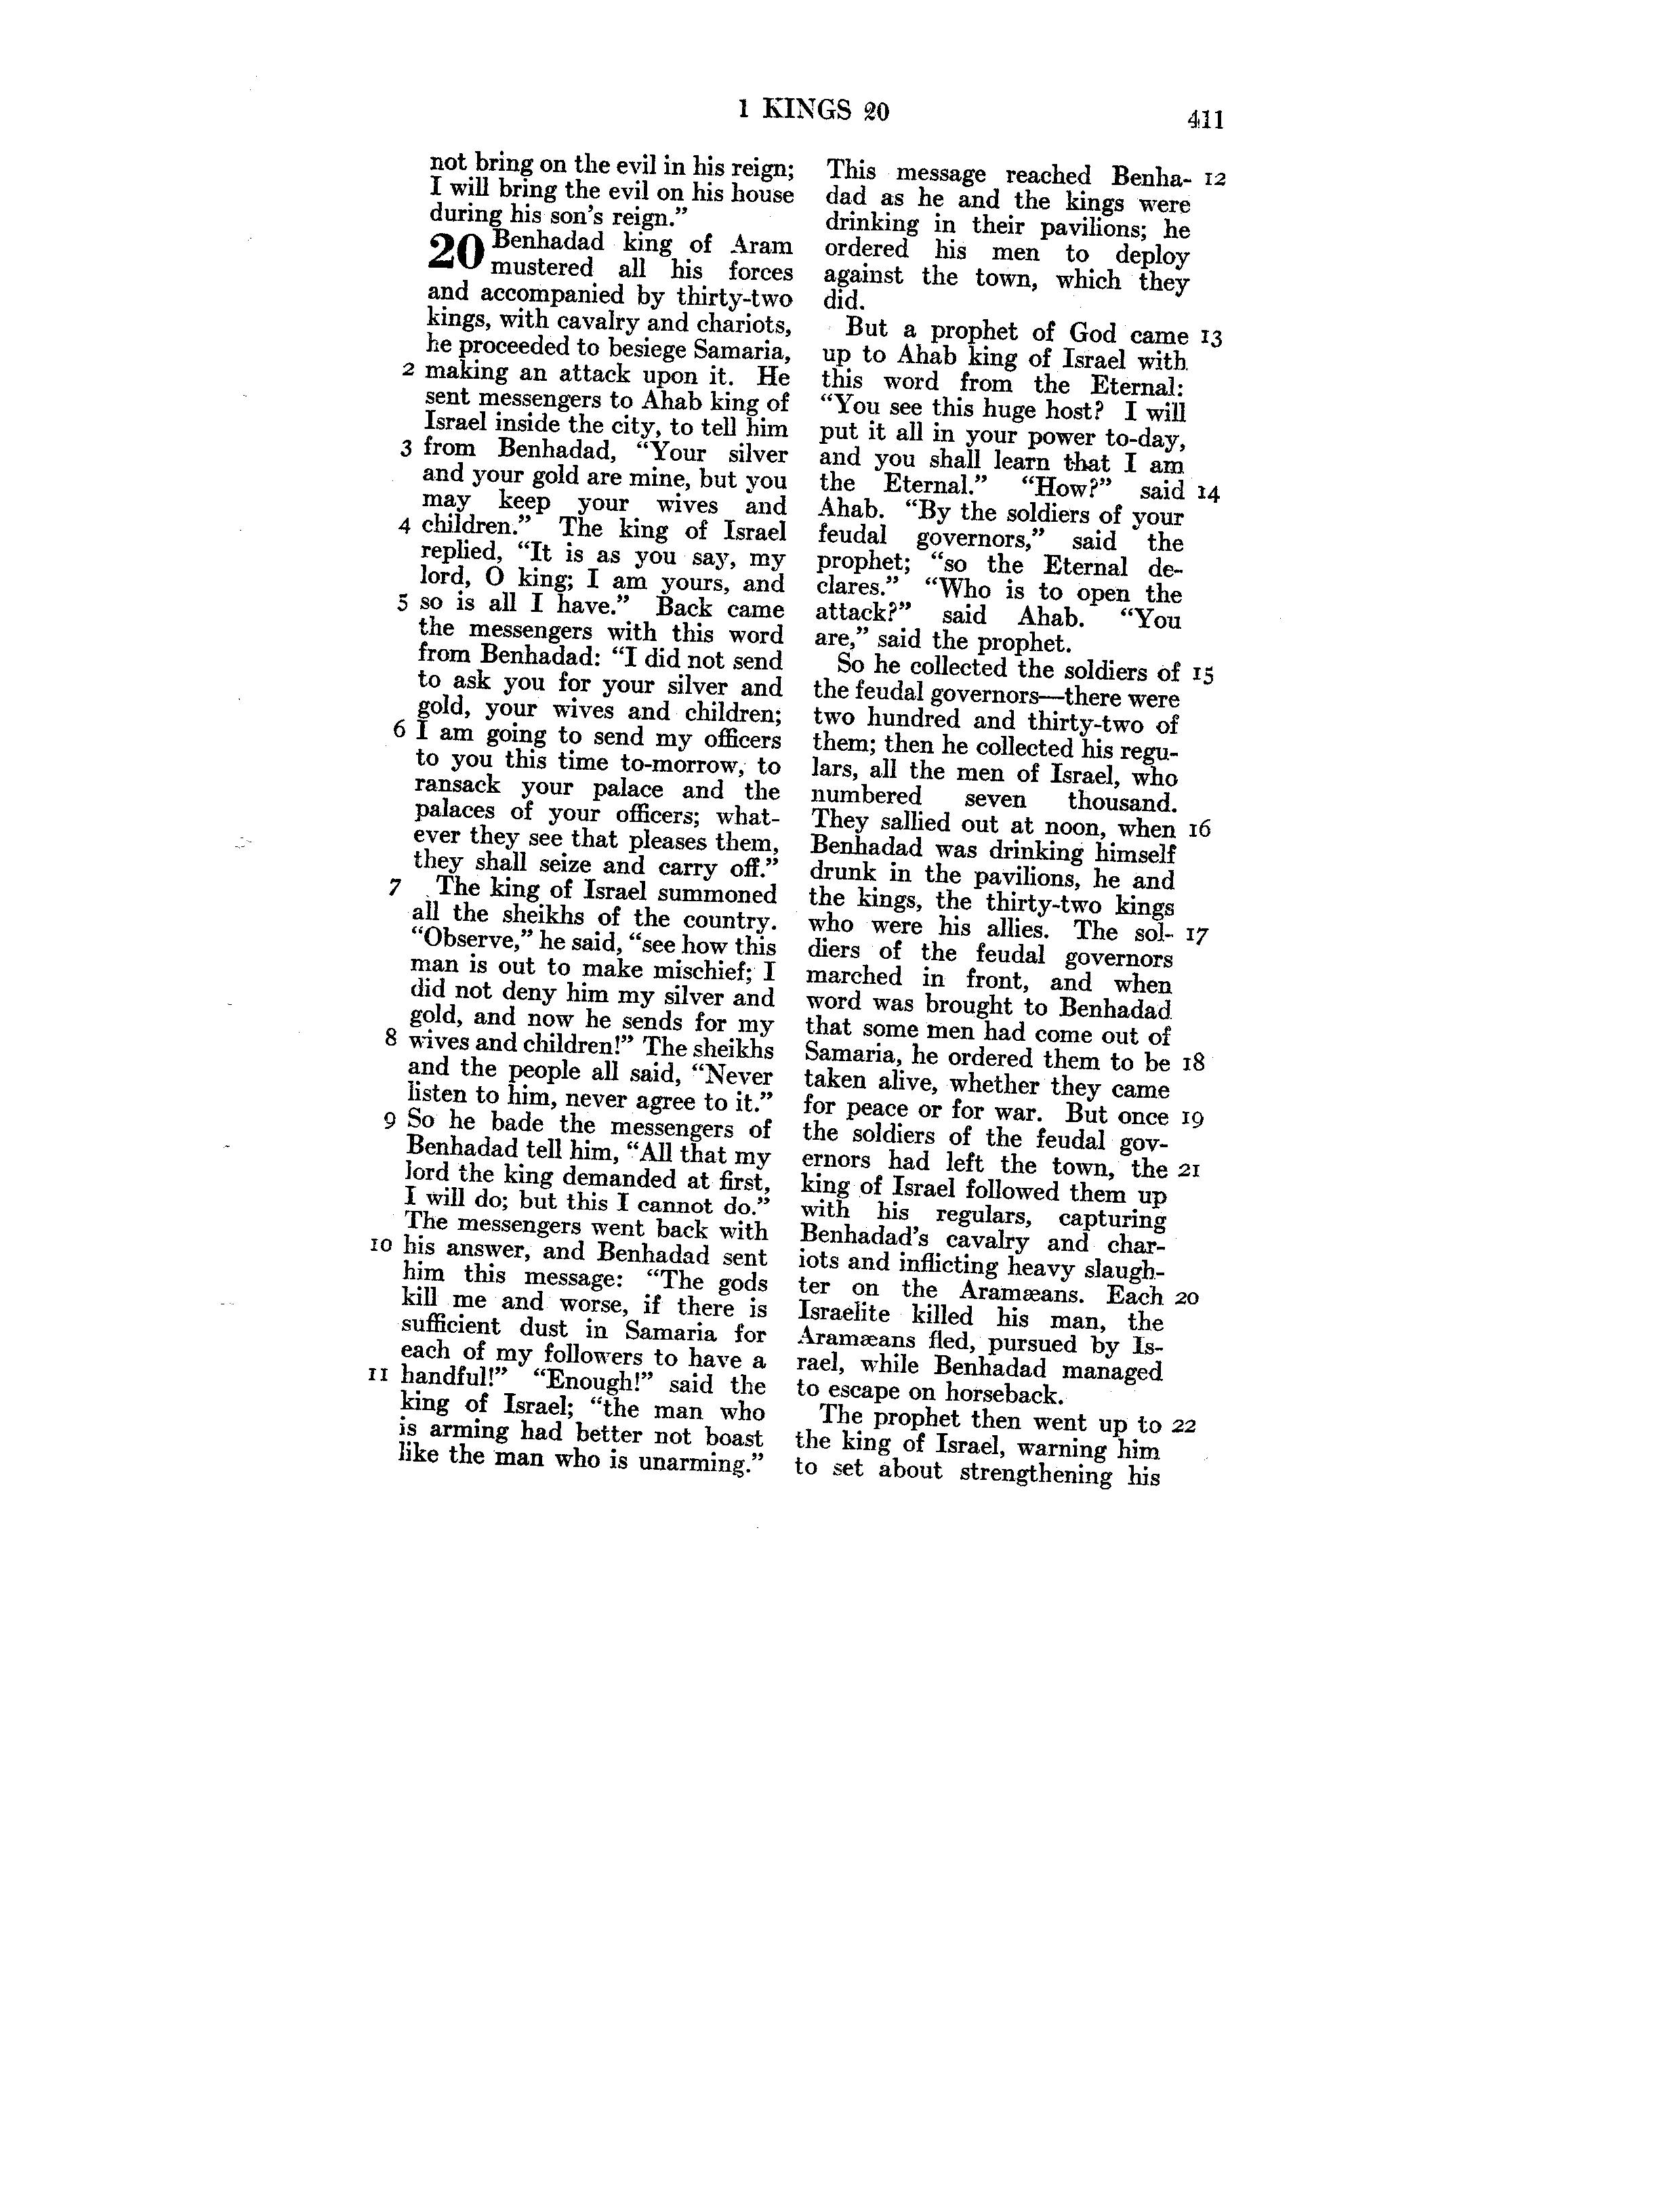 1 KINGS 20
411
not bring on the evil in his reign;
I will bring the evil on his house
during his son's reign.”
20 Benhadad king of Aram
mustered all his forces
and accompanied by thirty-two
kings, with cavalry and chariots,
he proceeded to besiege Samaria,
2 making an attack upon it. He
sent messengers to Ahab king of
Israel inside the city, to tell him
3 from Benhadad, “Your silver
and your gold are mine, but you
may keep your wives and
4 children.” The king of Israel
replied, “It is as you say, my
lord, O king; I am yours, and
5 so is all I have.” Back came
the messengers with this word
from Benhadad: “I did not send
to ask you for your silver and
gold, your wives and children;
6 I am going to send my officers
to you this time to-morrow, to
ransack your palace and the
palaces of your officers; what-
ever they see that pleases them,
they shall seize and carry off.”
7 The king of Israel summoned
all the sheikhs of the country.
“Observe,” he said, “see how this
man is out to make mischief; I
did not deny him my silver and
gold, and now he sends for my
8 wives and children!” The sheikhs
and the people all said, “Never
listen to him, never agree to it.”
9 So he bade the messengers of
Benhadad tell him, “All that my
lord the king demanded at first,
I will do; but this I cannot do.”
The messengers went back with
10 his answer, and Benhadad sent
him this message: “The gods
kill me and worse, if there is
sufficient dust in Samaria for
each of my followers to have a
11 handful!” “Enough!” said the
king of Israel; “the man who
is arming had better not boast
like the man who is unarming.”
This message reached Benha- 12
dad as he and the kings were
drinking in their pavilions; he
ordered his men to deploy
against the town, which they
did.
But a prophet of God came 13
up to Ahab king of Israel with
this word from the Eternal:
“You see this huge host? I will
put it all in your power to-day,
and you shall learn that I am
the Eternal.” “How?” said 14
Ahab. “By the soldiers of your
feudal governors,” said the
prophet; “so the Eternal de-
clares.” “Who is to open the
attack?” said Ahab. “You
are,” said the prophet.
So he collected the soldiers of 15
the feudal governors—there were
two hundred and thirty-two of
them; then he collected his regu-
lars, all the men of Israel, who
numbered seven thousand.
They sallied out at noon, when 16
Benhadad was drinking himself
drunk in the pavilions, he and
the kings, the thirty-two kings
who were his allies. The sol- 17
diers of the feudal governors
marched in front, and when
word was brought to Benhadad
that some men had come out of
Samaria, he ordered them to be 18
taken alive, whether they came
for peace or for war. But once 19
the soldiers of the feudal gov-
ernors had left the town, the 21
king of Israel followed them up
with his regulars, capturing
Benhadad's cavalry and char-
iots and inflicting heavy slaugh-
ter on the Aramæans. Each 20
Israelite killed his man, the
Aramæans fled, pursued by Is-
rael, while Benhadad managed
to escape on horseback.
The prophet then went up to 22
the king of Israel, warning him
to set about strengthening his